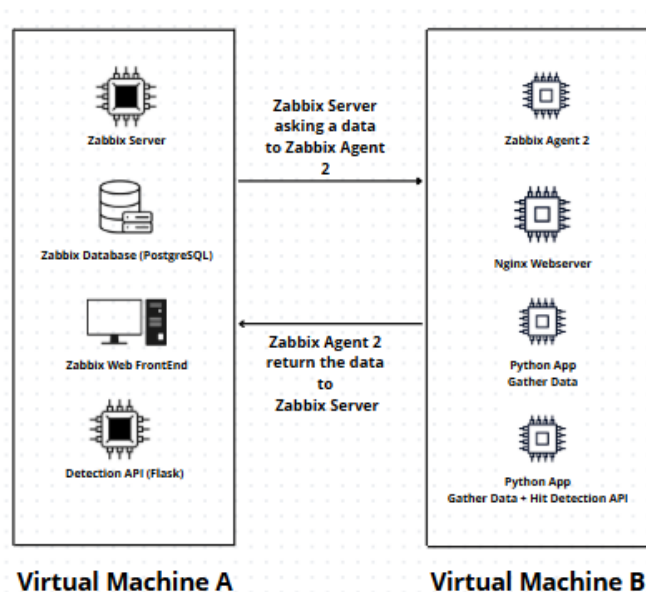 Zabbix Server
Zabbix Database (PostgreSQL)
Zabbix Web FrontEnd
Detection API (Flask)
Virtual Machine A
Zabbix Server
asking a data
to Zabbix Agent
2
Zabbix Agent 2
return the data
to
Zabbix Server
Zabbix Agent 2
Nginx Webserver
Python App
Gather Data
Python App
Gather Data + Hit Detection API
Virtual Machine B